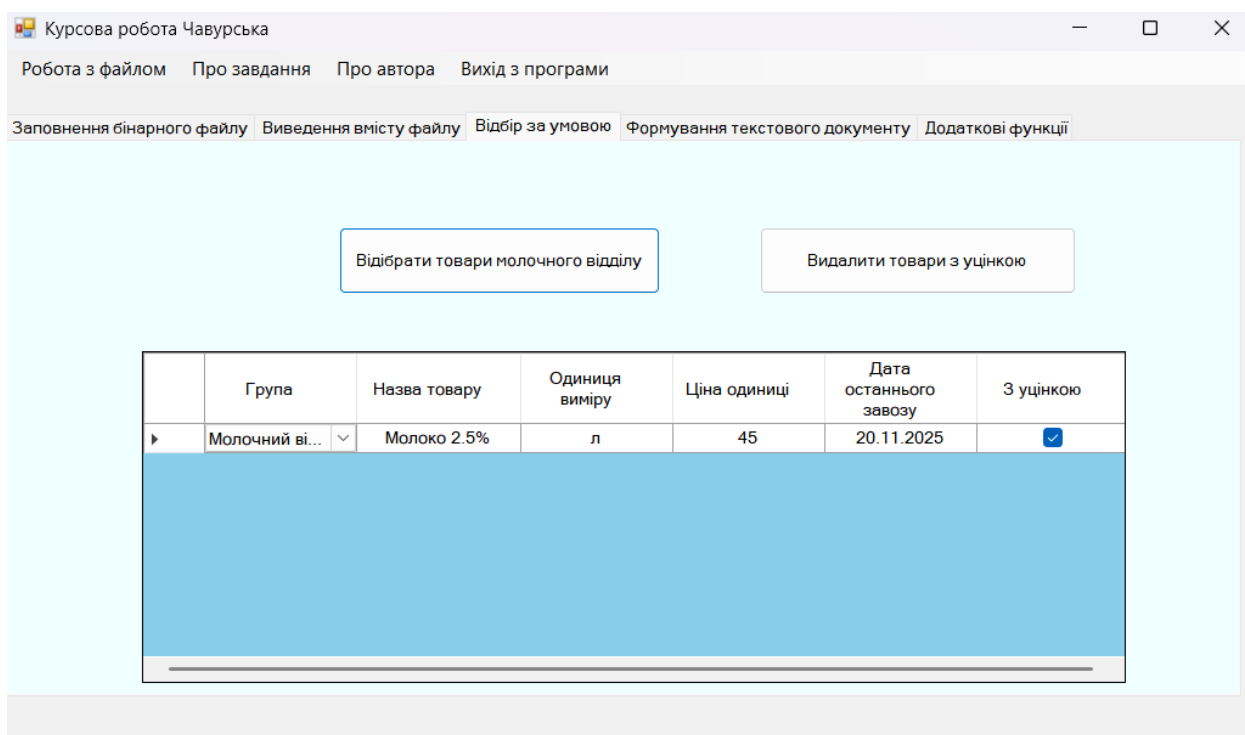 Курсова робота Чавурська
Робота з файлом Про завдання Про автора Вихід з програми
Заповнення бінарного файлу Виведення вмісту файлу Відбір за умовою Формування текстового документу Додаткові функції
Відібрати товари молочного відділу Видалити товари з уцінкою
Група Назва товару Одиниця виміру Ціна одиниці Дата останнього завозу З уцінкою
Молочний ві... Молоко 2.5% л 45 20.11.2025